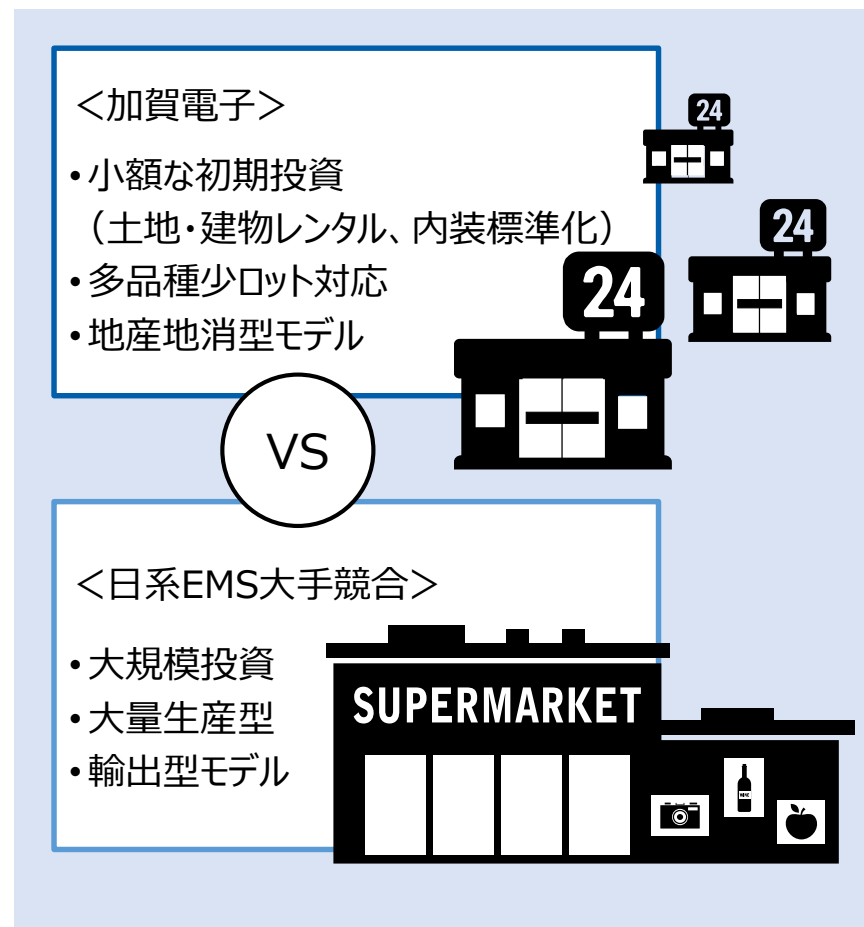 ＜加賀電子＞
24
•小額な初期投資
（土地・建物レンタル、内装標準化）
24
•多品種少ロット対応
24
•地産地消型モデル
VS
＜日系EMS大手競合＞
•大規模投資
SUPERMARKET
•大量生産型
•輸出型モデル
WINE